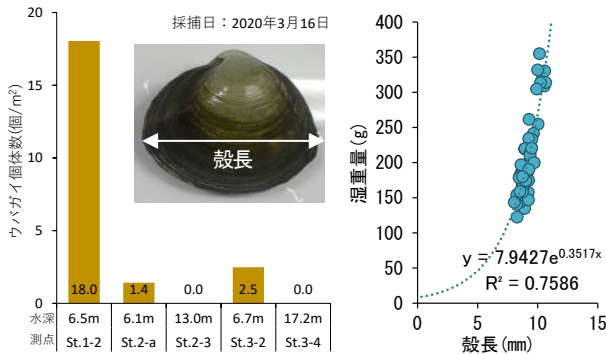 採捕日：2020年3月16日
ウバガイ個体数((個/m²)
20
15
10
5
0
殻長
18.0
1.4
0.0
2.5
0.0
水深 6.5m 6.1m 13.0m 6.7m 17.2m
測点 St.1-2 St.2-a St.2-3 St.3-2 St.3-4
湿重量(g)
400
350
300
250
200
150
100
50
0
y = 7.9427e^0.3517x
R² = 0.7586
0 5 10 15
殻長(mm)